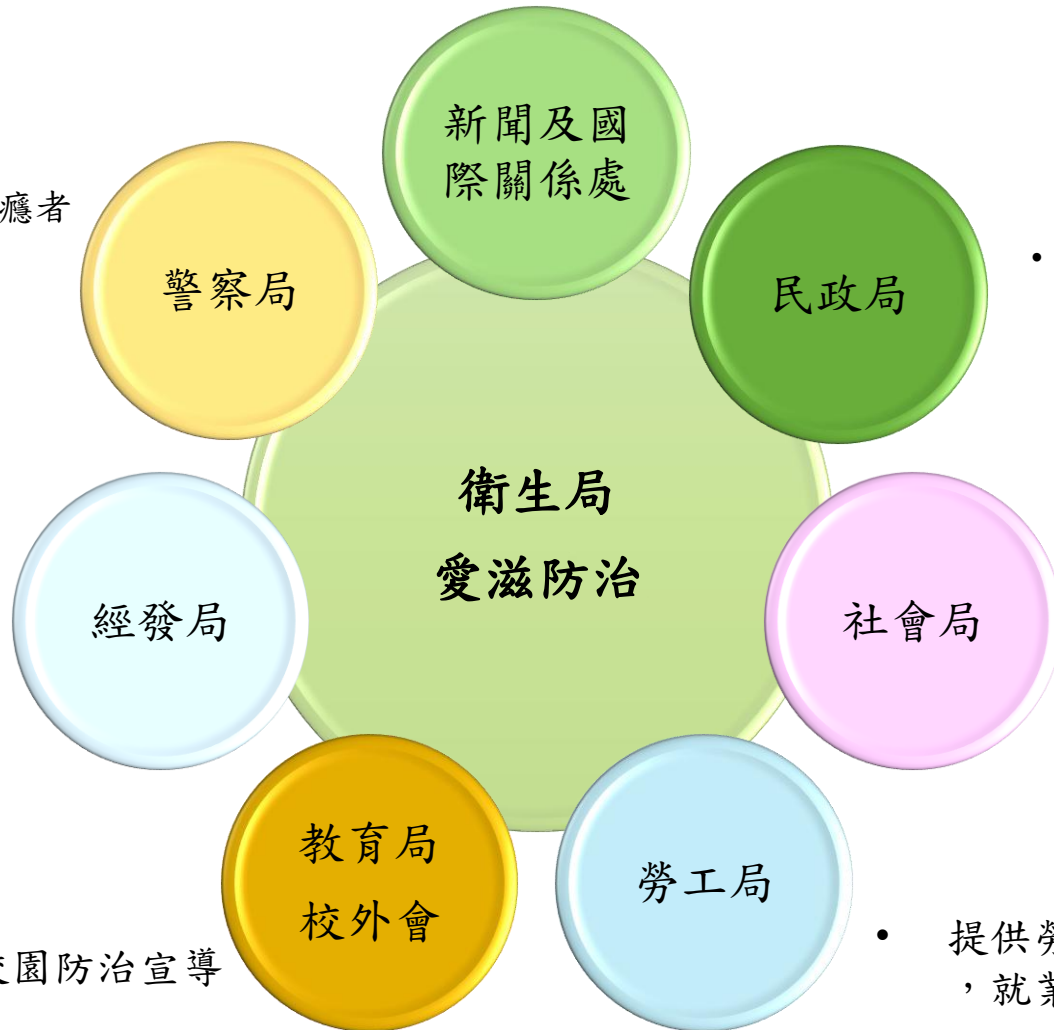 新聞及國
際關係處
癮者
警察局
民政局
•
衛生局
愛滋防治
經發局
社會局
教育局
校外會
勞工局
園防治宣導
• 提供勞
，就業